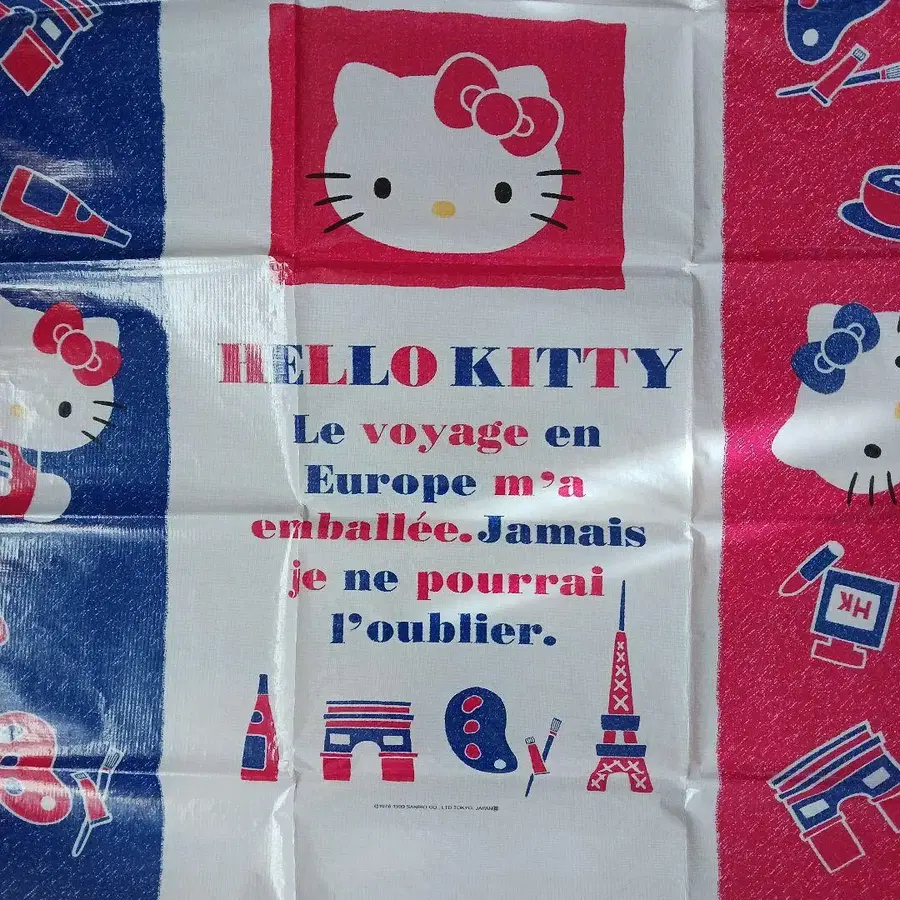 HELLO KITTY
Le voyage en
Europe m'a
emballée. Jamais
je ne pourrai
l'oublier.
HK